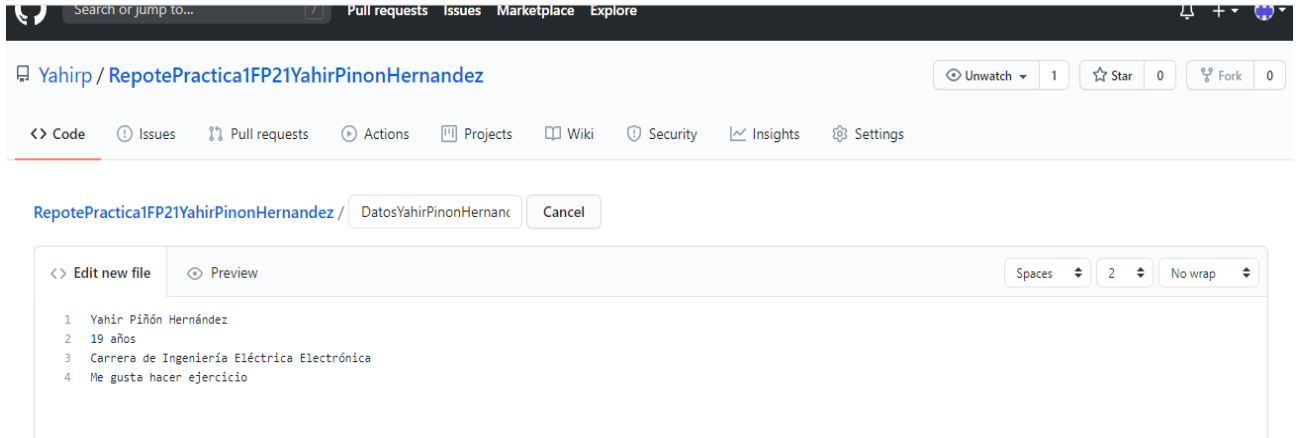 Search or jump to... / Pull requests Issues Marketplace Explore
Yahirp / RepotePractica1FP21YahirPinonHernandez Unwatch 1 Star 0 Fork 0
Code Issues Pull requests Actions Projects Wiki Security Insights Settings
RepotePractica1FP21YahirPinonHernandez / DatosYahirPinonHernanc Cancel
<> Edit new file Preview Spaces 2 No wrap
1 Yahir Piñón Hernández
2 19 años
3 Carrera de Ingeniería Eléctrica Electrónica
4 Me gusta hacer ejercicio